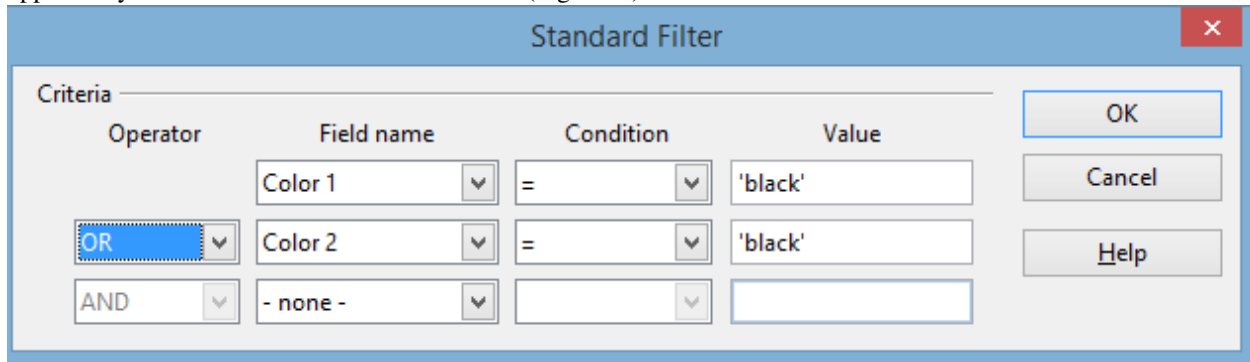 Standard Filter
Criteria
Operator Field name Condition Value
Color 1 = 'black'
OR Color 2 = 'black'
AND - none -
OK
Cancel
Help